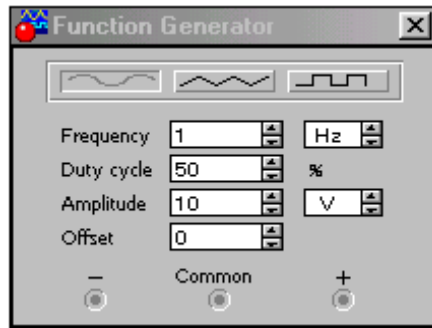 Function Generator
Frequency 1 Hz
Duty cycle 50 %
Amplitude 10 V
Offset 0
− Common +